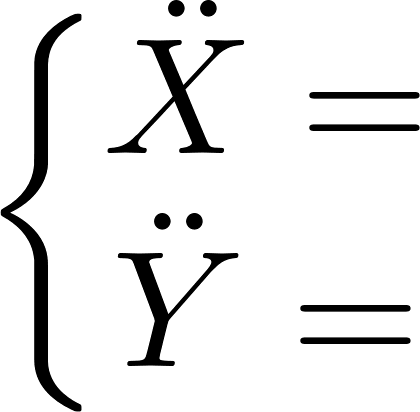 Ẍ =
Ÿ =